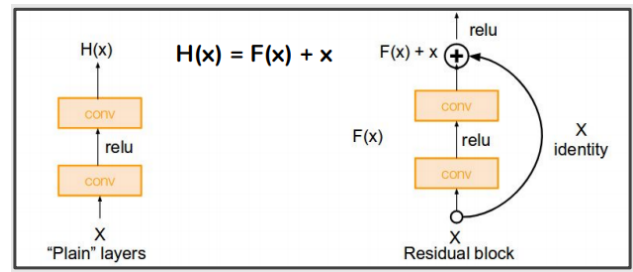 H(x)
conv
relu
conv
X
"Plain" layers
H(x) = F(x) + x
relu
F(x) + x
+
conv
F(x)
relu
conv
X
identity
X
Residual block